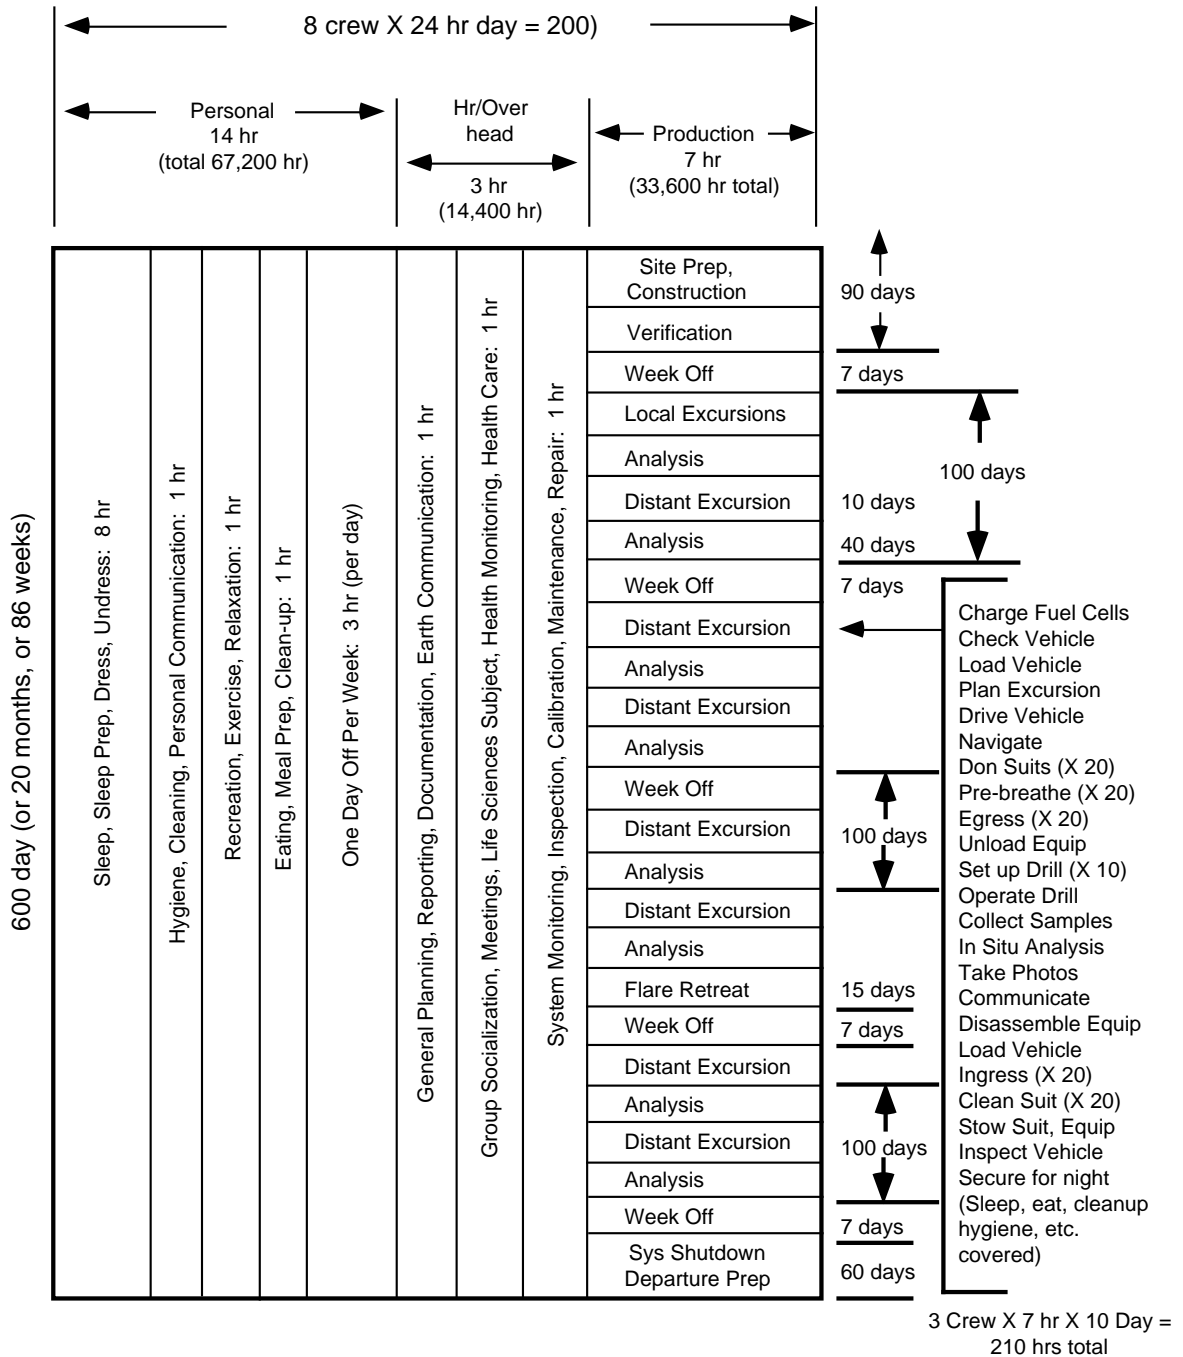 8 crew X 24 hr day = 200)
Personal
14 hr
(total 67,200 hr)
Hr/Over
head
3 hr
(14,400 hr)
Production
7 hr
(33,600 hr total)
600 day (or 20 months, or 86 weeks)
Sleep, Sleep Prep, Dress, Undress:  8 hr
Hygiene, Cleaning, Personal Communication:  1 hr
Recreation, Exercise, Relaxation:  1 hr
Eating, Meal Prep, Clean-up:  1 hr
One Day Off Per Week:  3 hr (per day)
General Planning, Reporting, Documentation, Earth Communication:  1 hr
Group Socialization, Meetings, Life Sciences Subject, Health Monitoring, Health Care:  1 hr
System Monitoring, Inspection, Calibration, Maintenance, Repair:  1 hr
Site Prep,
Construction
Verification
Week Off
Local Excursions
Analysis
Distant Excursion
Analysis
Week Off
Distant Excursion
Analysis
Distant Excursion
Analysis
Week Off
Distant Excursion
Analysis
Distant Excursion
Analysis
Flare Retreat
Week Off
Distant Excursion
Analysis
Distant Excursion
Analysis
Week Off
Sys Shutdown
Departure Prep
90 days
7 days
100 days
10 days
40 days
7 days
100 days
15 days
7 days
100 days
7 days
60 days
Charge Fuel Cells
Check Vehicle
Load Vehicle
Plan Excursion
Drive Vehicle
Navigate
Don Suits (X 20)
Pre-breathe (X 20)
Egress (X 20)
Unload Equip
Set up Drill (X 10)
Operate Drill
Collect Samples
In Situ Analysis
Take Photos
Communicate
Disassemble Equip
Load Vehicle
Ingress (X 20)
Clean Suit (X 20)
Stow Suit, Equip
Inspect Vehicle
Secure for night
(Sleep, eat, cleanup
hygiene, etc.
covered)
3 Crew X 7 hr X 10 Day =
210 hrs total